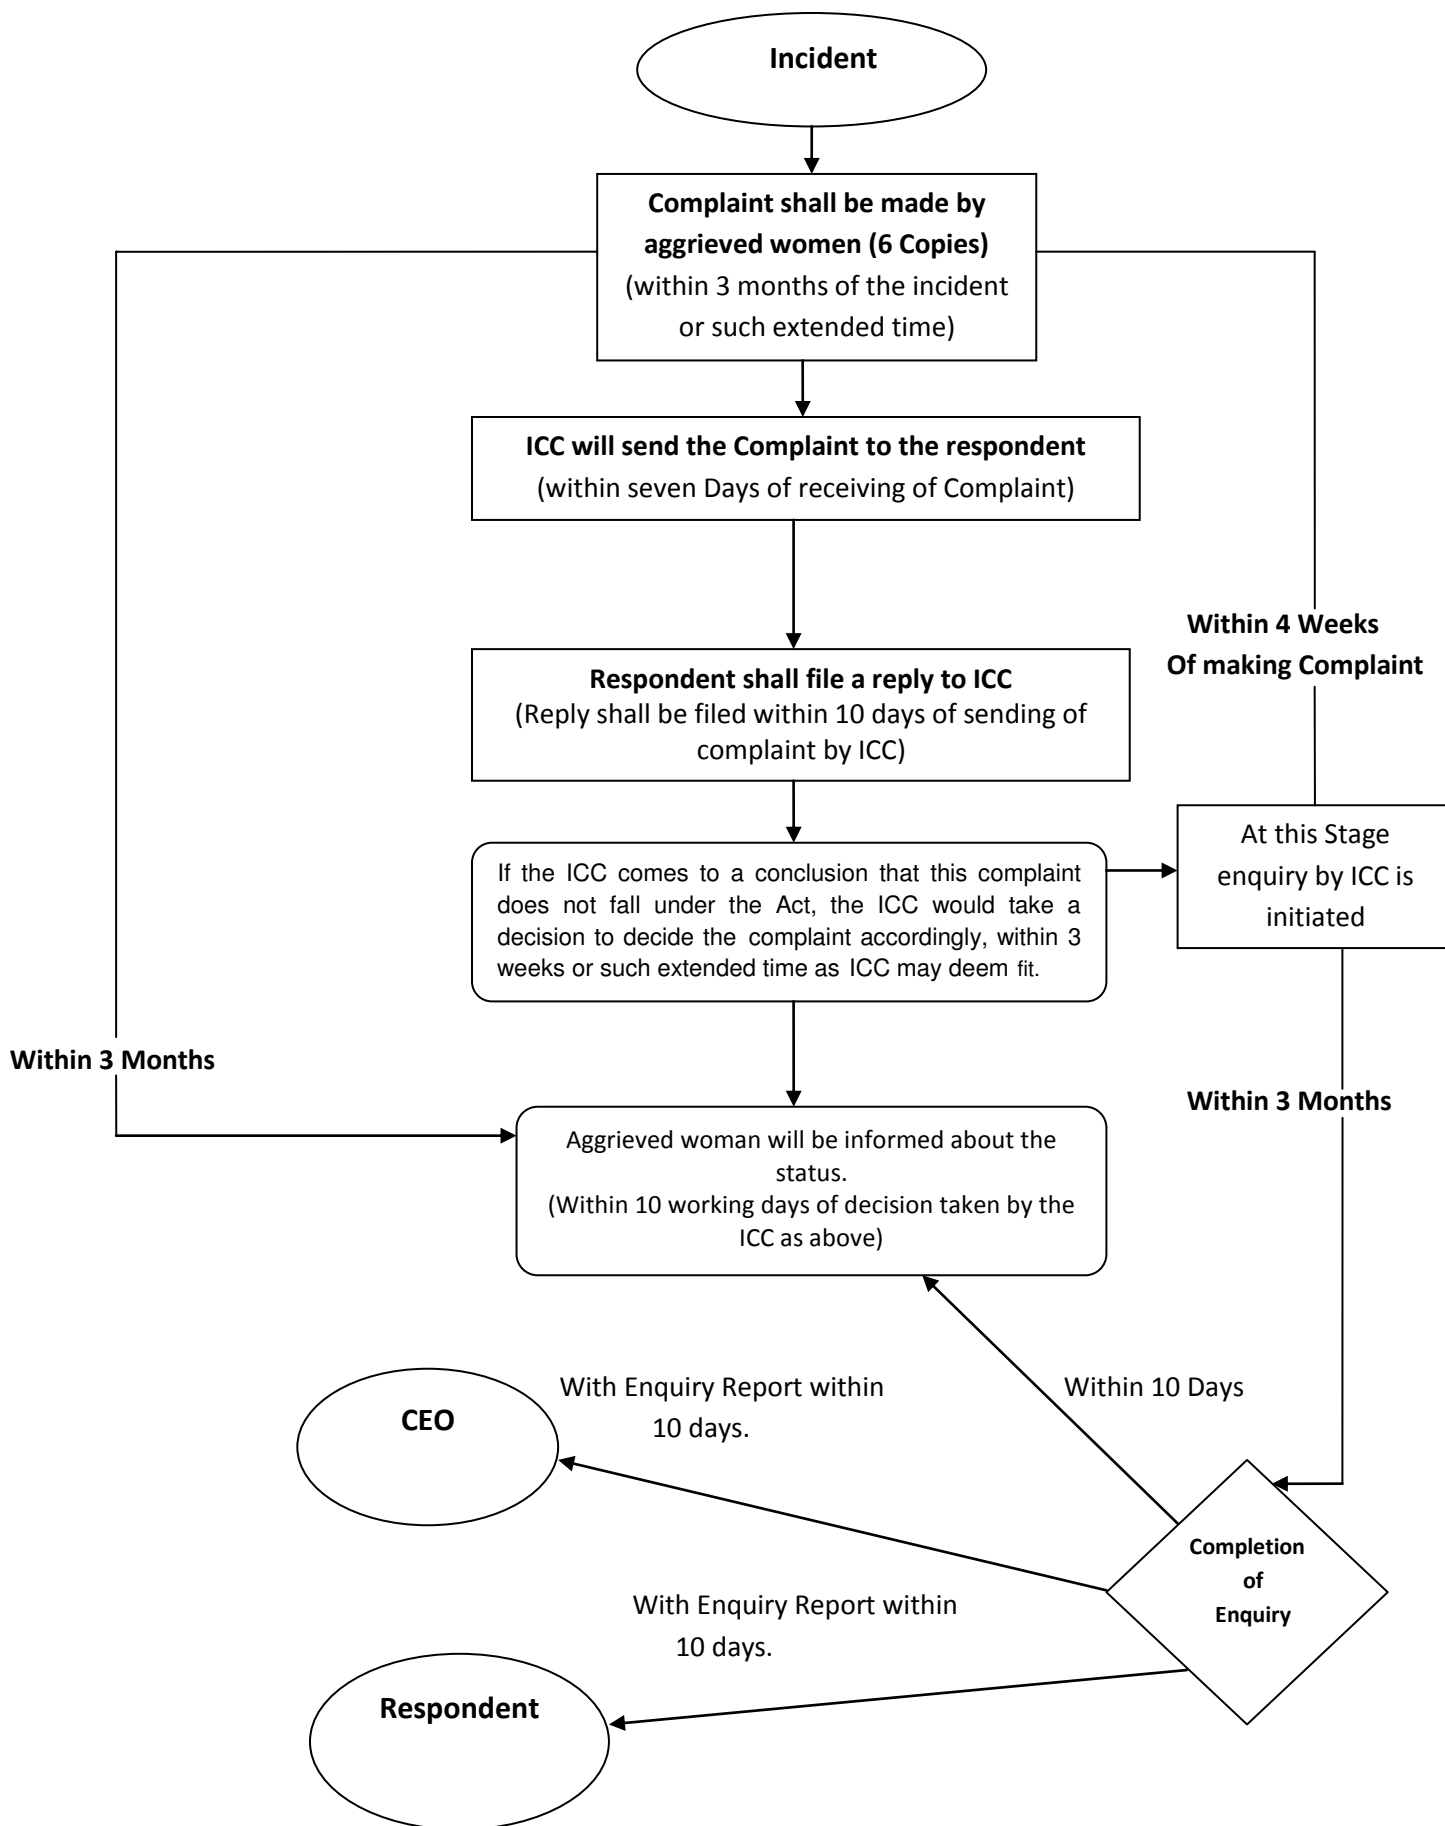 Incident
Complaint shall be made by
aggrieved women (6 Copies)
(within 3 months of the incident
or such extended time)
ICC will send the Complaint to the respondent
(within seven Days of receiving of Complaint)
Within 4 Weeks
Of making Complaint
Respondent shall file a reply to ICC
(Reply shall be filed within 10 days of sending of
complaint by ICC)
If the ICC comes to a conclusion that this complaint
does not fall under the Act, the ICC would take a
decision to decide the complaint accordingly, within 3
weeks or such extended time as ICC may deem fit.
At this Stage
enquiry by ICC is
initiated
Within 3 Months
Within 3 Months
Aggrieved woman will be informed about the
status.
(Within 10 working days of decision taken by the
ICC as above)
CEO
With Enquiry Report within
10 days.
Within 10 Days
Completion
of
Enquiry
With Enquiry Report within
10 days.
Respondent